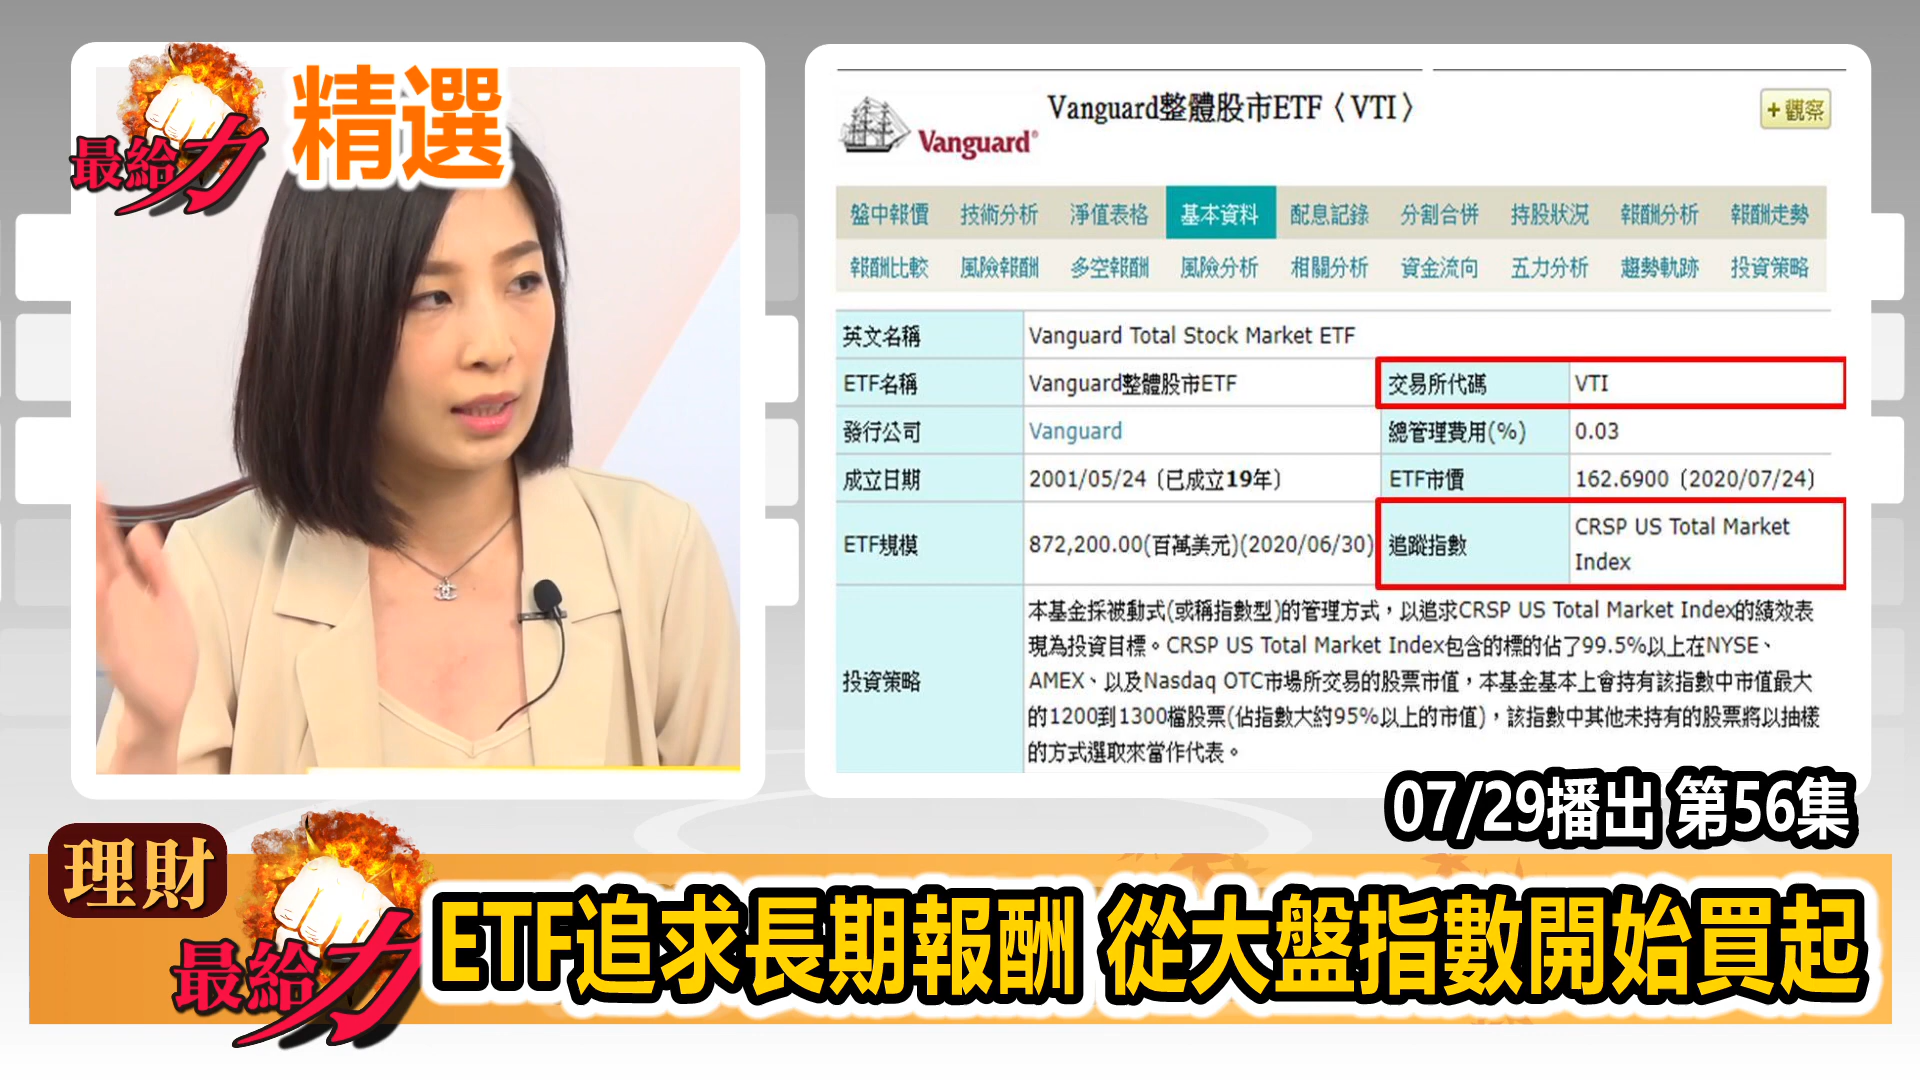 最給力
精選
Vanguard®
Vanguard整體股市ETF〈VTI〉
+觀察
盤中報價 技術分析 淨值表格 基本資料 配息記錄 分割合併 持股狀況 報酬分析 報酬走勢
報酬比較 風險報酬 多空報酬 風險分析 相關分析 資金流向 五力分析 趨勢軌跡 投資策略
英文名稱 Vanguard Total Stock Market ETF
ETF名稱 Vanguard整體股市ETF 交易所代碼 VTI
發行公司 Vanguard 總管理費用(%) 0.03
成立日期 2001/05/24〔已成立19年〕 ETF市價 162.6900〔2020/07/24〕
ETF規模 872,200.00(百萬美元)(2020/06/30) 追蹤指數 CRSP US Total Market
Index
投資策略
本基金採被動式(或稱指數型)的管理方式，以追求CRSP US Total Market Index的績效表
現為投資目標。CRSP US Total Market Index包含的標的佔了99.5%以上在NYSE、
AMEX、以及Nasdaq OTC市場所交易的股票市值，本基金基本上會持有該指數中市值最大
的1200到1300檔股票(佔指數大約95%以上的市值)，該指數中其他未持有的股票將以抽樣
的方式選取來當作代表。
07/29播出 第56集
理財
最給力
ETF追求長期報酬 從大盤指數開始買起